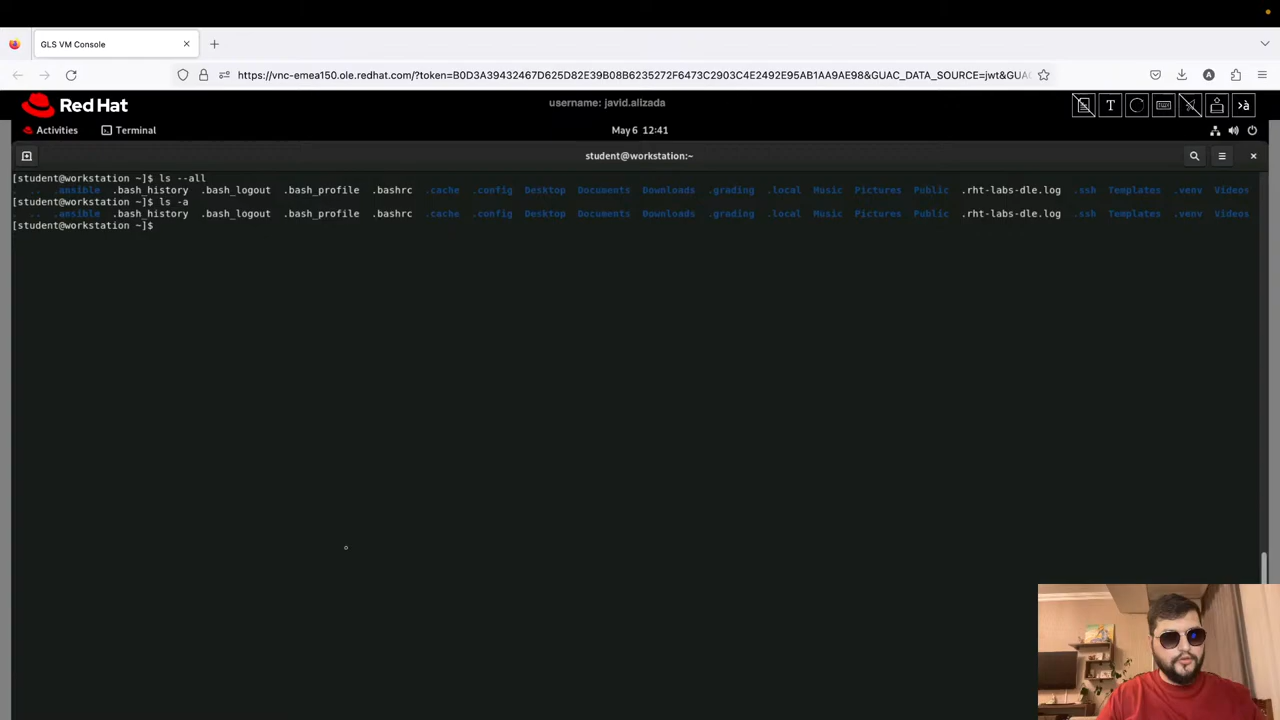 GLS VM Console
https://vnc-emea150.ole.redhat.com/?token=B0D3A39432467D625D82E39B08B6235272F6473C2903C4E2492E95AB1AA9AE98&GUAC_DATA_SOURCE=jwt&GUA
Red Hat
username: javid.alizada
T
Activities Terminal May 6 12:41
student@workstation:~
[student@workstation ~]$ ls --all
. .. .ansible .bash_history .bash_logout .bash_profile .bashrc .cache .config Desktop Documents Downloads .grading .local Music Pictures Public .rht-labs-dle.log .ssh Templates .venv Videos
[student@workstation ~]$ ls -a
. .. .ansible .bash_history .bash_logout .bash_profile .bashrc .cache .config Desktop Documents Downloads .grading .local Music Pictures Public .rht-labs-dle.log .ssh Templates .venv Videos
[student@workstation ~]$